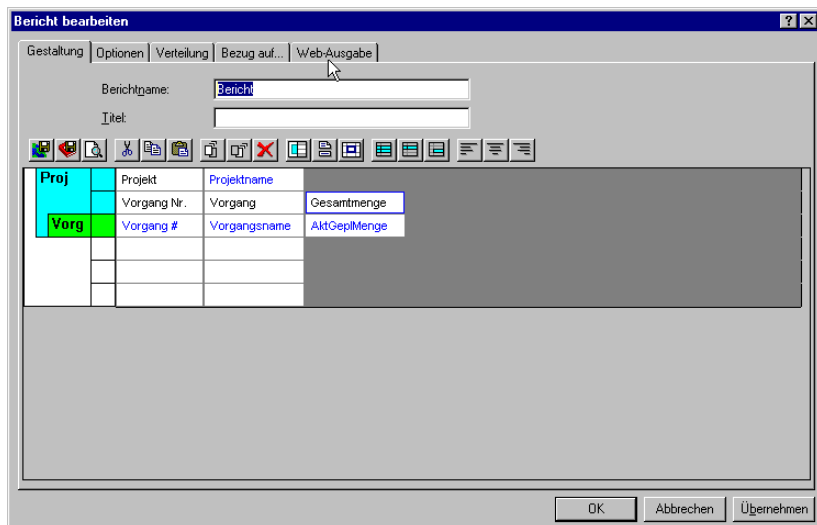 Bericht bearbeiten
Gestaltung Optionen Verteilung Bezug auf... Web-Ausgabe
Berichtname: Bericht
Titel:
Proj Projekt Projektname
Vorgang Nr. Vorgang Gesamtmenge
Vorg Vorgang # Vorgangsname AktGeplMenge
OK Abbrechen Übernehmen